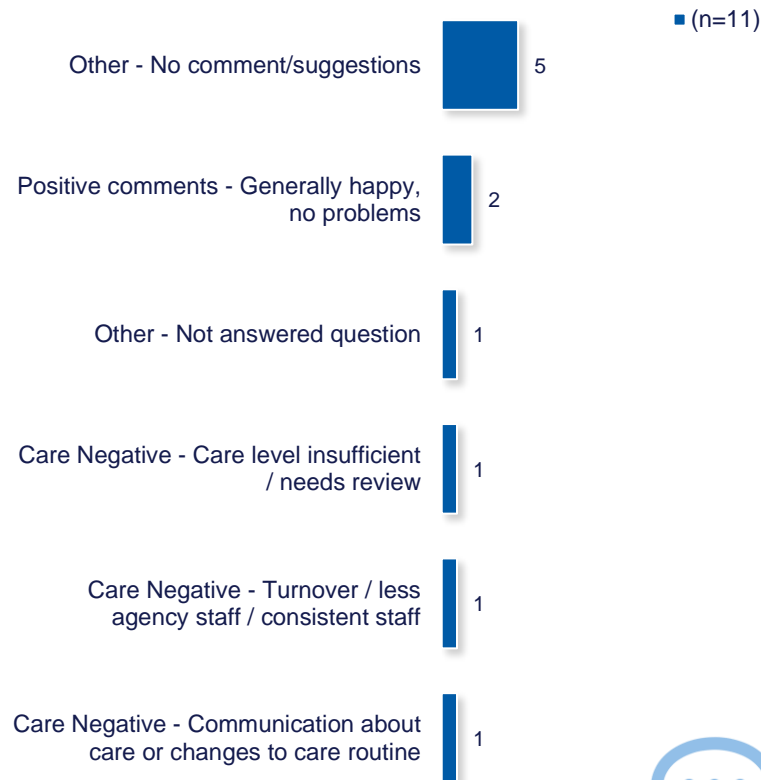 (n=11)
Other - No comment/suggestions 5
Positive comments - Generally happy,
no problems 2
Other - Not answered question 1
Care Negative - Care level insufficient
/ needs review 1
Care Negative - Turnover / less
agency staff / consistent staff 1
Care Negative - Communication about
care or changes to care routine 1